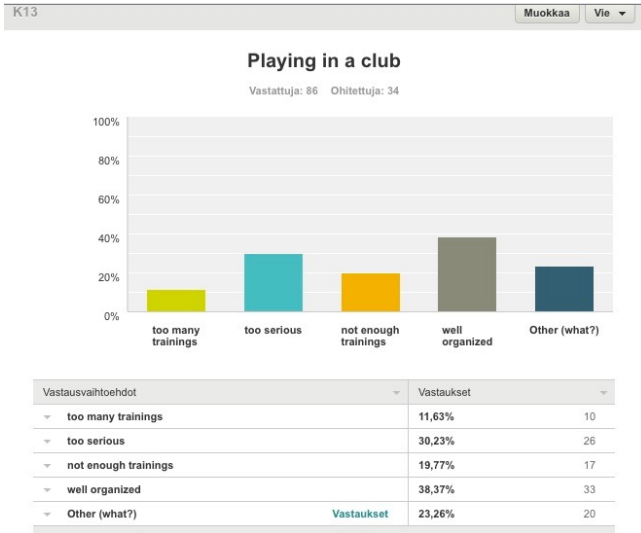 K13
Muokkaa Vie
Playing in a club
Vastattuja: 86 Ohitettuja: 34
100%
80%
60%
40%
20%
0%
too many trainings
too serious
not enough trainings
well organized
Other (what?)
Vastausvaihtoehdot Vastaukset
too many trainings 11,63% 10
too serious 30,23% 26
not enough trainings 19,77% 17
well organized 38,37% 33
Other (what?) Vastaukset 23,26% 20